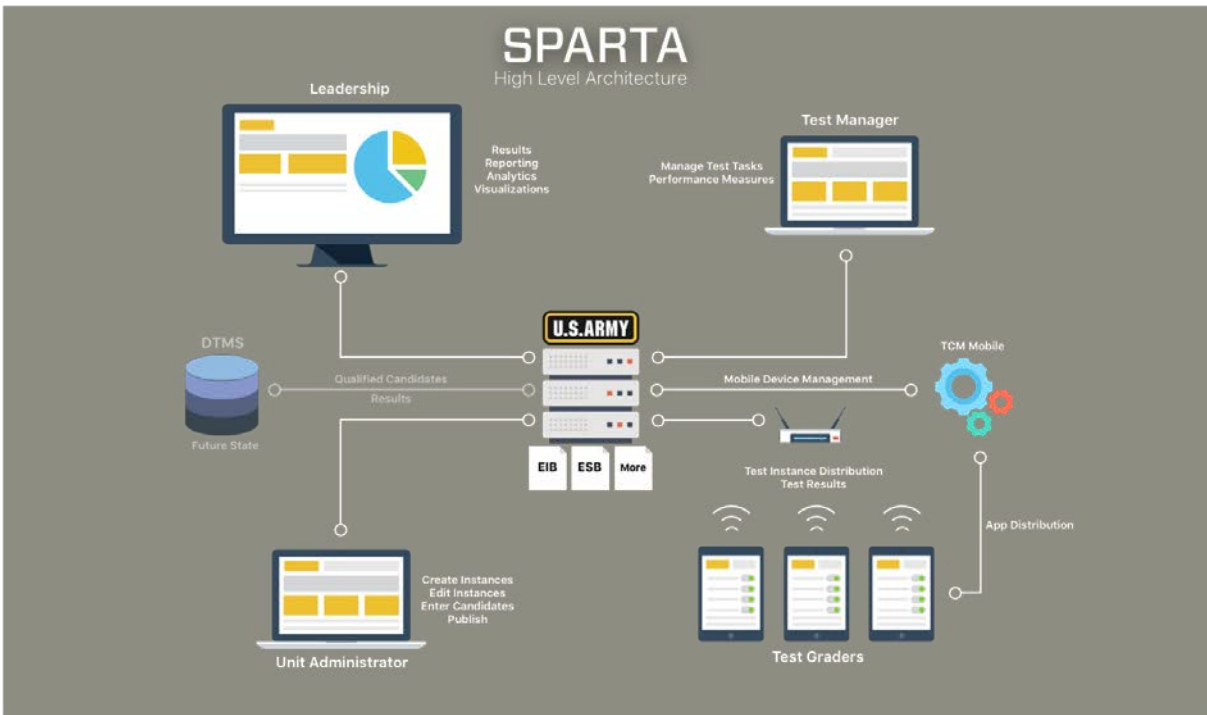 SPARTA
High Level Architecture
Leadership
Results
Reporting
Analytics
Visualizations
Test Manager
Manage Test Tasks
Performance Measures
U.S.ARMY
DTMS
Qualified Candidates
Results
Future State
TCM Mobile
Mobile Device Management
EIB
ESB
More
Test Instance Distribution
Test Results
App Distribution
Create Instances
Edit Instances
Enter Candidates
Publish
Unit Administrator
Test Graders